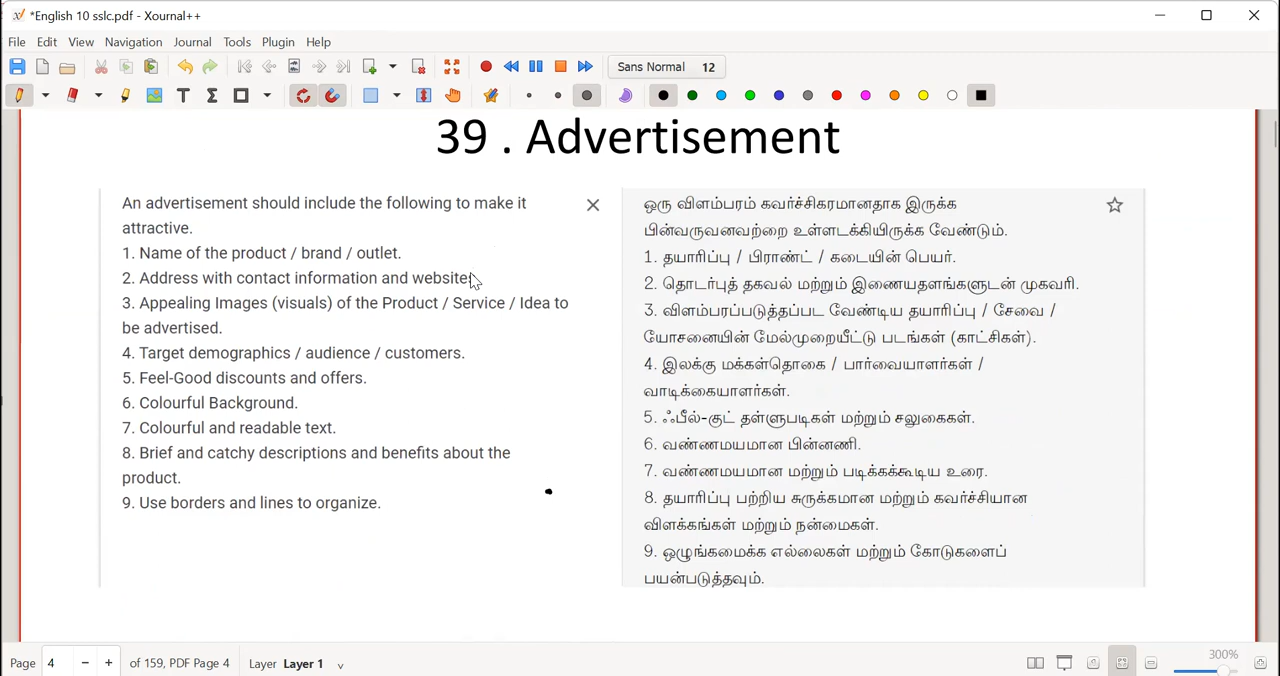 *English 10 sslc.pdf - Xournal++
File Edit View Navigation Journal Tools Plugin Help
Sans Normal 12
39 . Advertisement
An advertisement should include the following to make it
attractive.
1. Name of the product / brand / outlet.
2. Address with contact information and website.
3. Appealing Images (visuals) of the Product / Service / Idea to
be advertised.
4. Target demographics / audience / customers.
5. Feel-Good discounts and offers.
6. Colourful Background.
7. Colourful and readable text.
8. Brief and catchy descriptions and benefits about the
product.
9. Use borders and lines to organize.
ஒரு விளம்பரம் கவர்ச்சிகரமானதாக இருக்க
பின்வருவனவற்றை உள்ளடக்கியிருக்க வேண்டும்.
1. தயாரிப்பு / பிராண்ட் / கடையின் பெயர்.
2. தொடர்புத் தகவல் மற்றும் இணையதளங்களுடன் முகவரி.
3. விளம்பரப்படுத்தப்பட வேண்டிய தயாரிப்பு / சேவை /
யோசனையின் மேல்முறையீட்டு படங்கள் (காட்சிகள்).
4. இலக்கு மக்கள்தொகை / பார்வையாளர்கள் /
வாடிக்கையாளர்கள்.
5. ஃபீல்-குட் தள்ளுபடிகள் மற்றும் சலுகைகள்.
6. வண்ணமயமான பின்னணி.
7. வண்ணமயமான மற்றும் படிக்கக்கூடிய உரை.
8. தயாரிப்பு பற்றிய சுருக்கமான மற்றும் கவர்ச்சியான
விளக்கங்கள் மற்றும் நன்மைகள்.
9. ஒழுங்கமைக்க எல்லைகள் மற்றும் கோடுகளைப்
பயன்படுத்தவும்.
Page 4 - + of 159, PDF Page 4 Layer Layer 1 300%